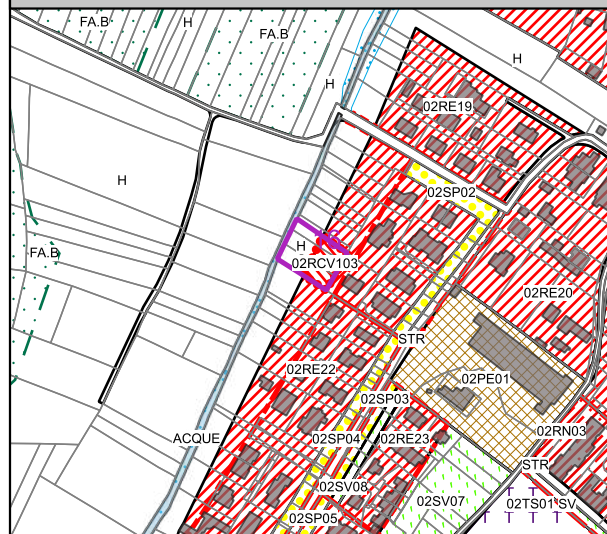 FA.B
H
FA.B
H
H
02RE19
H
02SP02
FA.B
H
02RCV103
02RE20
STR
02RE22
02PE01
02SP03
02RN03
ACQUE
02SP04
02RE23
STR
02SV08
02SV07
02TS01 SV
02SP05